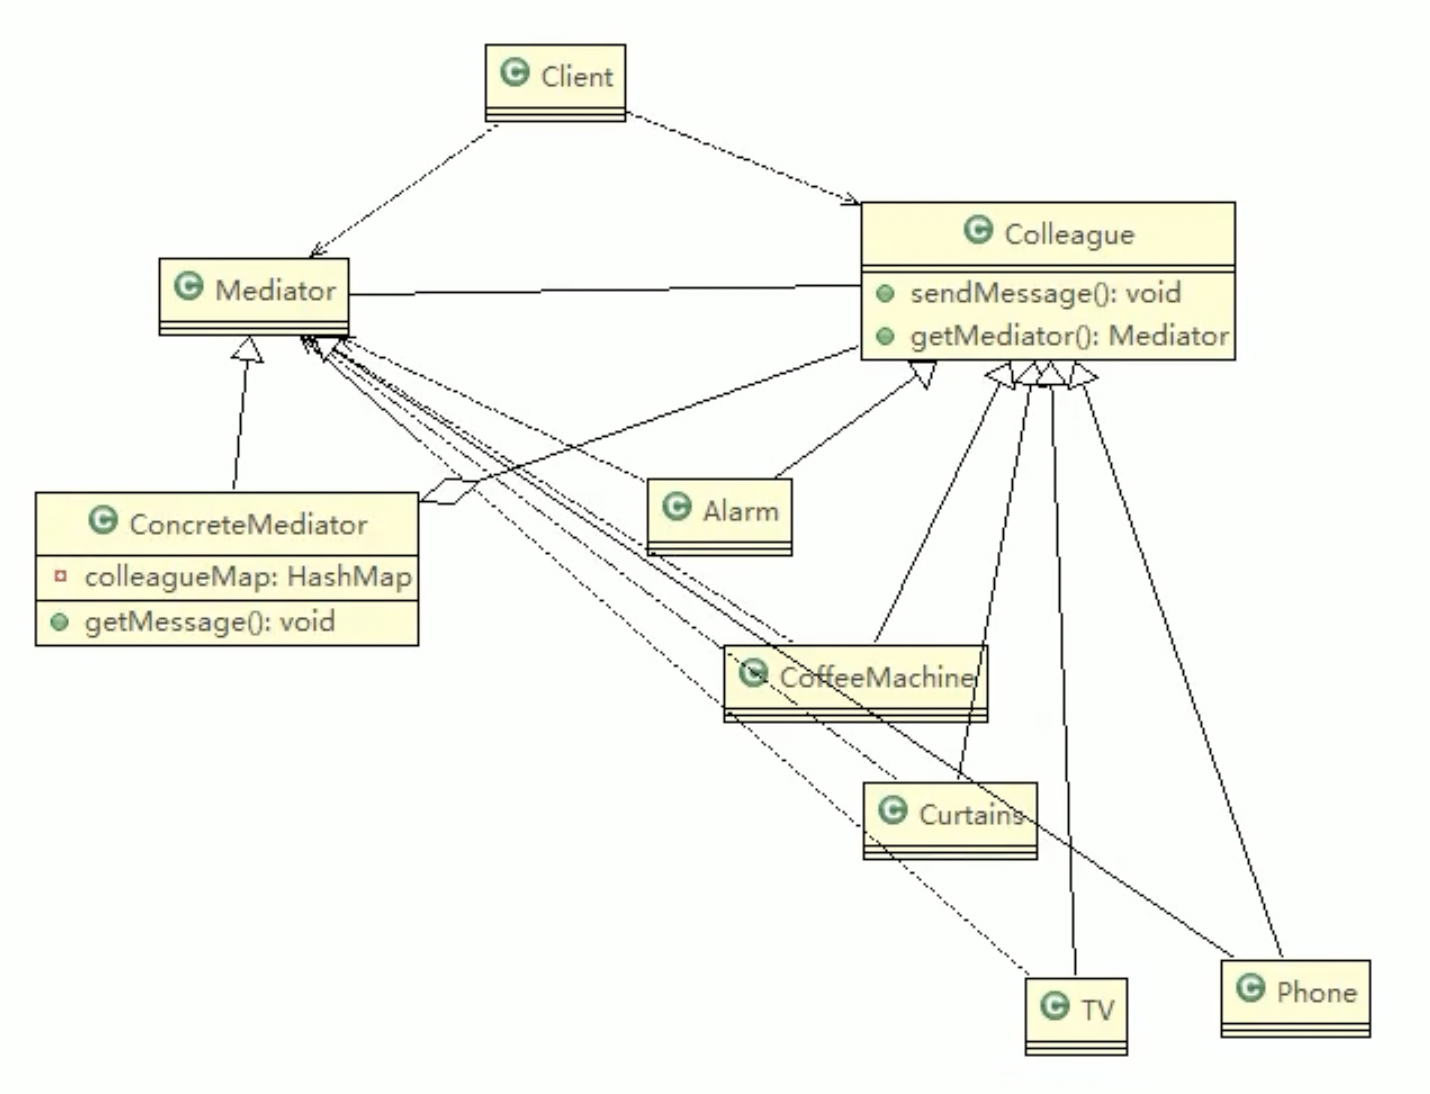 C Client
C Colleague
sendMessage(): void
getMediator(): Mediator
C Mediator
C Alarm
C ConcreteMediator
colleagueMap: HashMap
getMessage(): void
C CoffeeMachine
C Curtains
C TV
C Phone